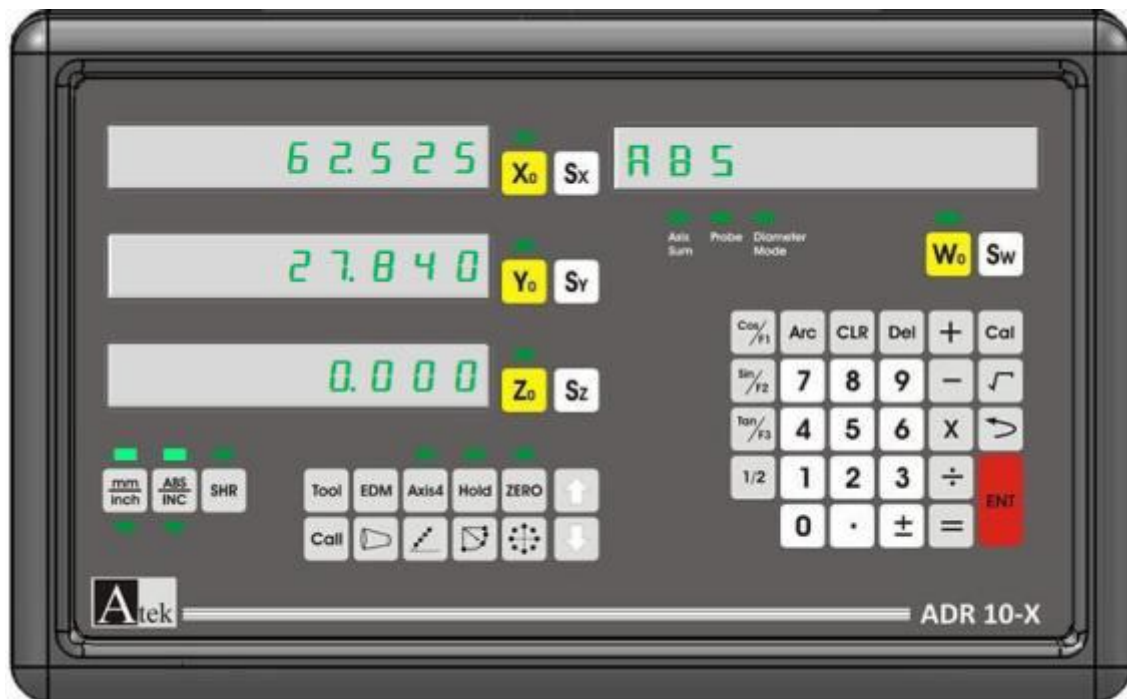 62.525 X0 SX ABS
Axis Sum Probe Diameter Mode
W0 SW
27.840 Y0 SY
Cos/F1 Arc CLR Del + Cal
Sin/F2 7 8 9 - √
0.000 Z0 SZ
Tan/F3 4 5 6 X
1/2 1 2 3 ÷ ENT
mm/inch ABS/INC SHR
Tool EDM Axis4 Hold ZERO
0 . ± =
Call
Atek
ADR 10-X